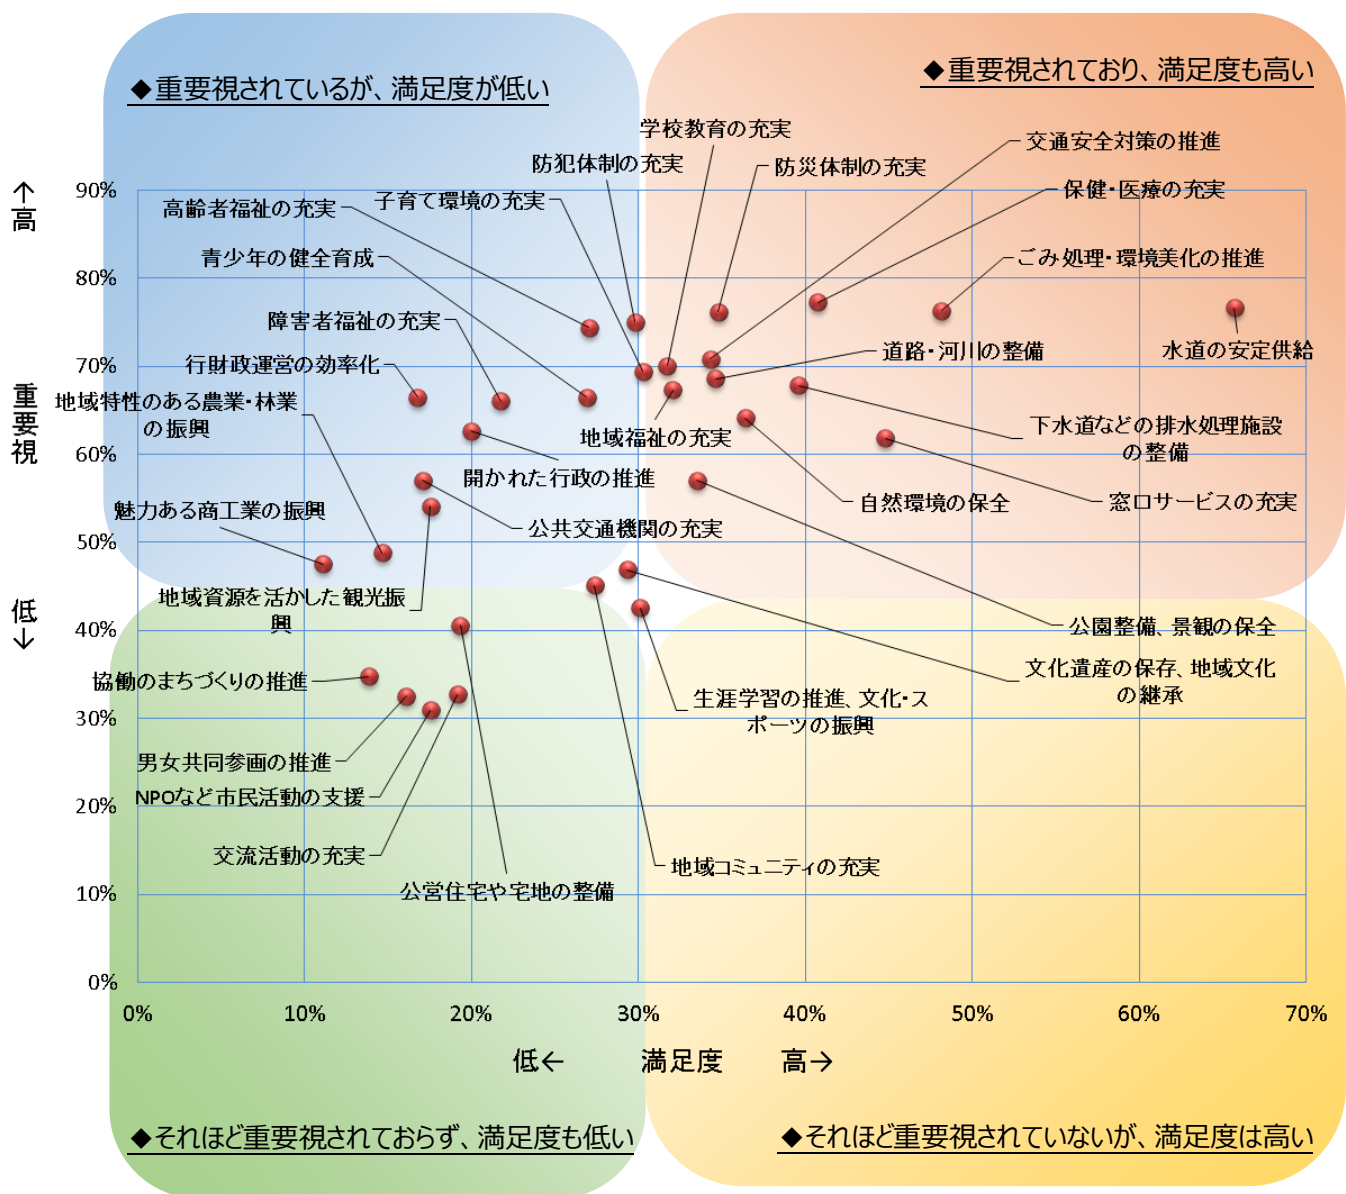 ◆重要視されているが、満足度が低い
◆重要視されており、満足度も高い
学校教育の充実
防犯体制の充実
防災体制の充実
交通安全対策の推進
子育て環境の充実
高齢者福祉の充実
保健・医療の充実
青少年の健全育成
ごみ処理・環境美化の推進
障害者福祉の充実
行財政運営の効率化
道路・河川の整備
水道の安定供給
地域特性のある農業・林業
の振興
地域福祉の充実
下水道などの排水処理施設
の整備
開かれた行政の推進
自然環境の保全
窓口サービスの充実
魅力ある商工業の振興
公共交通機関の充実
地域資源を活かした観光振
興
公園整備、景観の保全
協働のまちづくりの推進
文化遺産の保存、地域文化
の継承
生涯学習の推進、文化・ス
ポーツの振興
男女共同参画の推進
NPOなど市民活動の支援
交流活動の充実
地域コミュニティの充実
公営住宅や宅地の整備
↑
高
重
要
視
低
↓
90%
80%
70%
60%
50%
40%
30%
20%
10%
0%
0% 10% 20% 30% 40% 50% 60% 70%
低← 満足度 高→
◆それほど重要視されておらず、満足度も低い
◆それほど重要視されていないが、満足度は高い